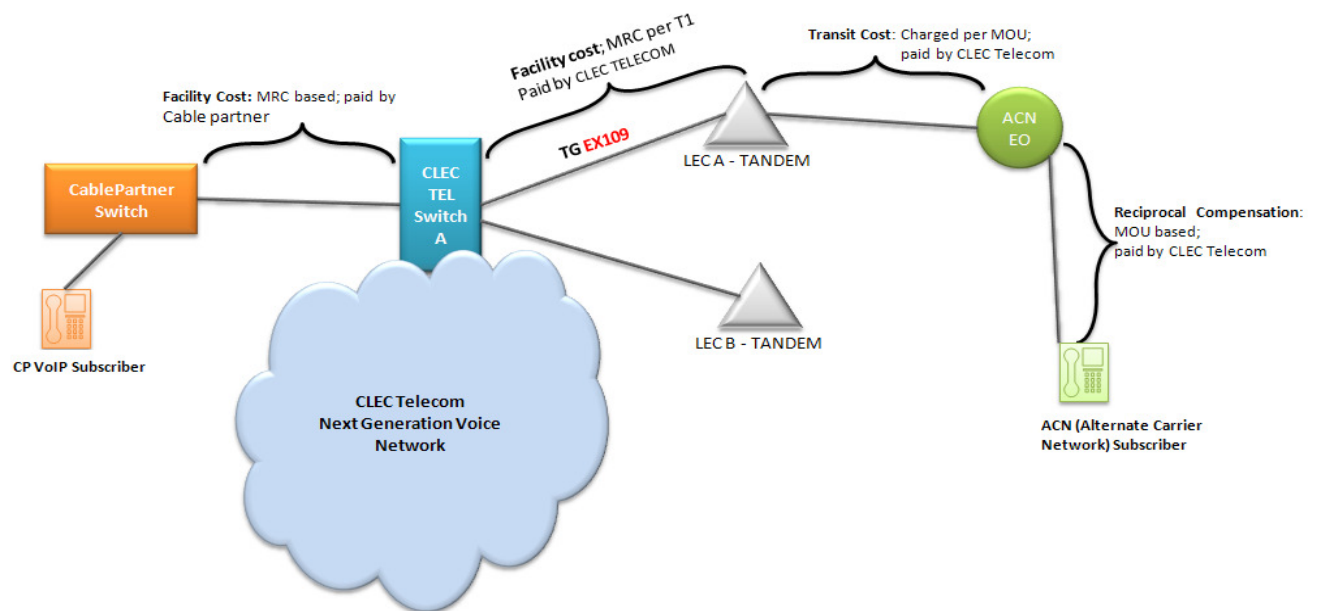 Facility Cost: MRC based; paid by
Cable partner
Facility cost; MRC per T1
Paid by CLEC TELECOM
Transit Cost: Charged per MOU;
paid by CLEC Telecom
CablePartner
Switch
CLEC
TEL
Switch
A
TG EX109
LEC A - TANDEM
ACN
EO
Reciprocal Compensation:
MOU based;
paid by CLEC Telecom
LEC B - TANDEM
CP VoIP Subscriber
CLEC Telecom
Next Generation Voice
Network
ACN (Alternate Carrier
Network) Subscriber